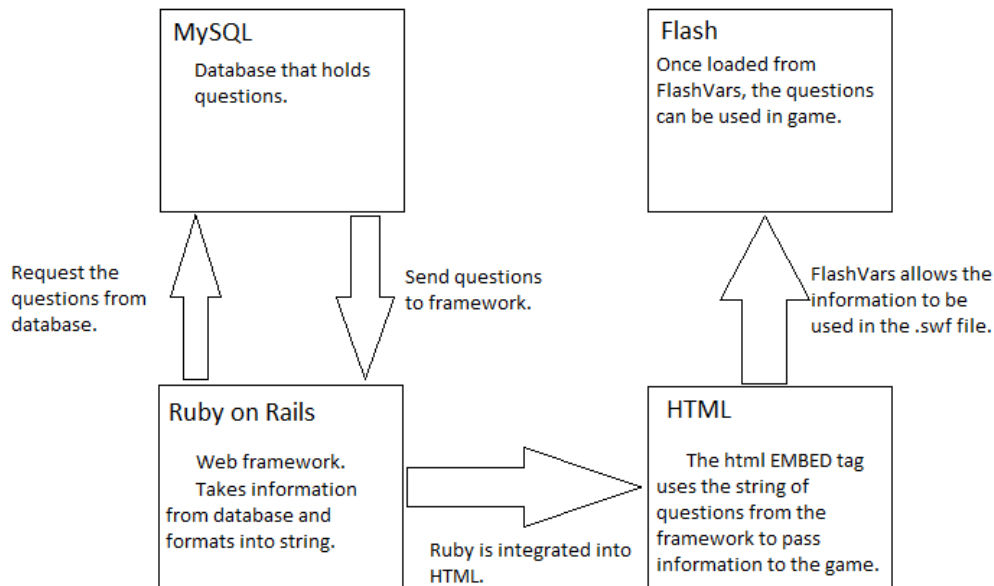 MySQL
Database that holds
questions.
Flash
Once loaded from
FlashVars, the questions
can be used in game.
Request the
questions from
database.
Send questions
to framework.
FlashVars allows the
information to be
used in the .swf file.
Ruby on Rails
Web framework.
Takes information
from database and
formats into string.
Ruby is integrated into
HTML.
HTML
The html EMBED tag
uses the string of
questions from the
framework to pass
information to the game.